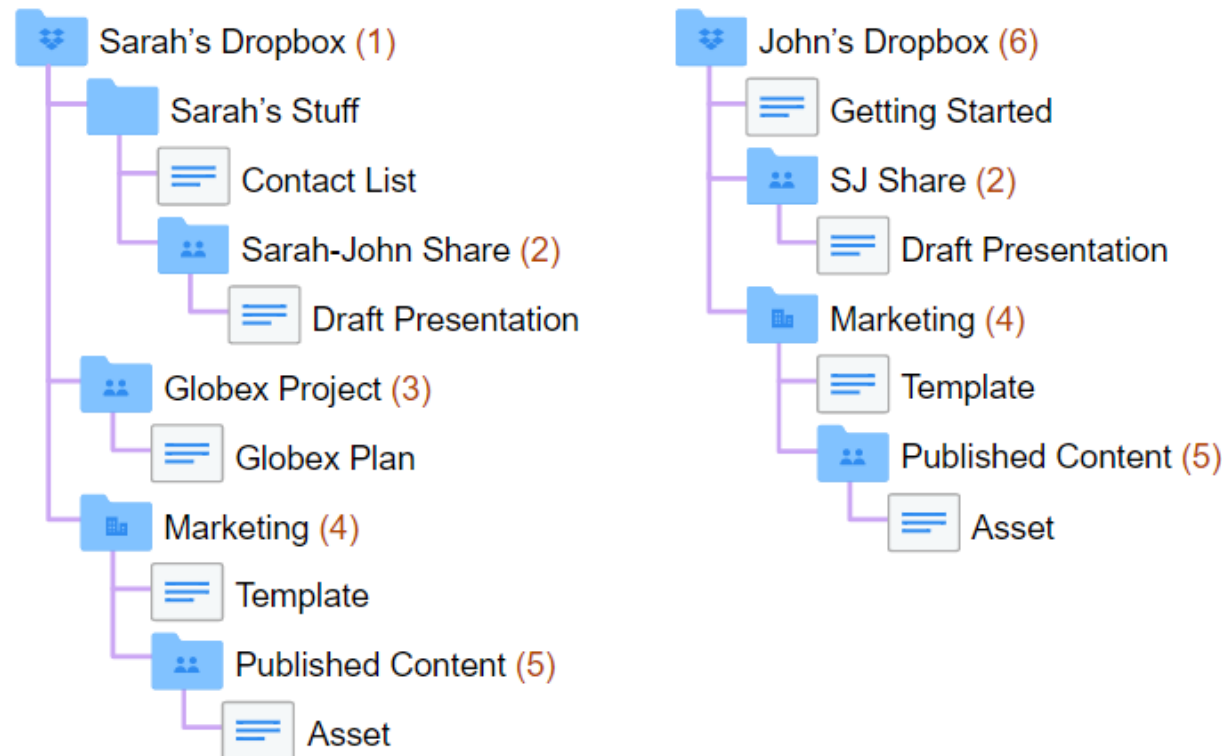 Sarah’s Dropbox (1)
Sarah’s Stuff
Contact List
Sarah-John Share (2)
Draft Presentation
Globex Project (3)
Globex Plan
Marketing (4)
Template
Published Content (5)
Asset
John’s Dropbox (6)
Getting Started
SJ Share (2)
Draft Presentation
Marketing (4)
Template
Published Content (5)
Asset